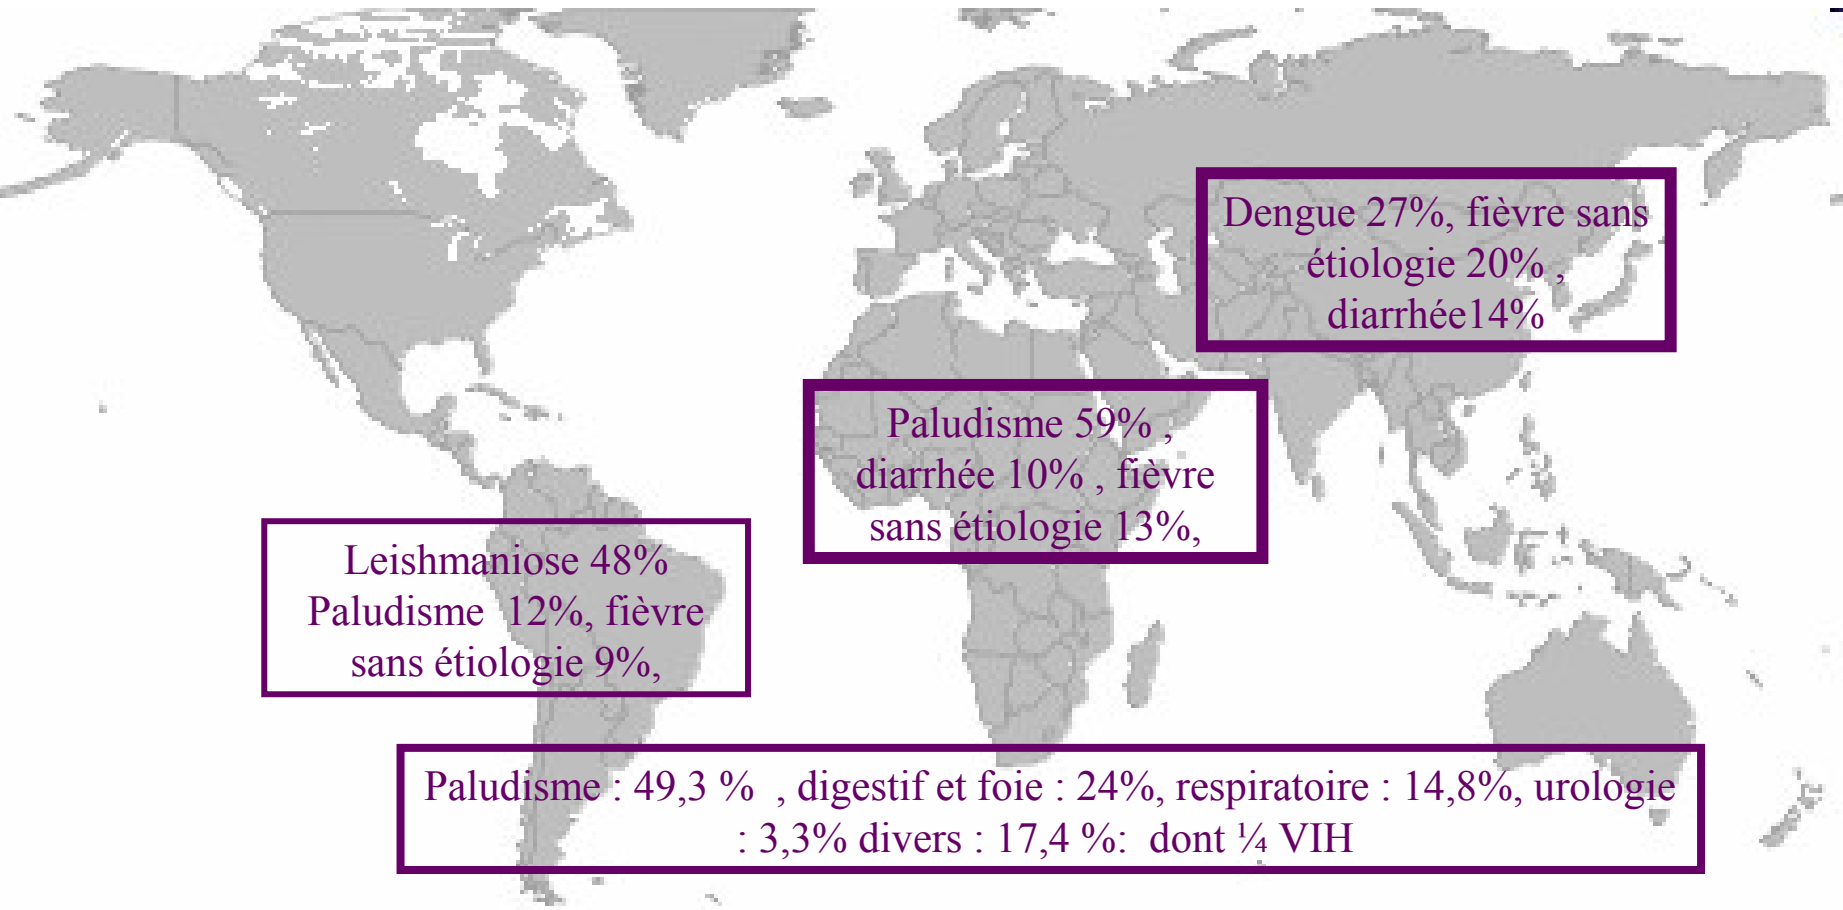 Dengue 27%, fièvre sans
étiologie 20% ,
diarrhée14%
Paludisme 59% ,
diarrhée 10% , fièvre
sans étiologie 13%,
Leishmaniose 48%
Paludisme  12%, fièvre
sans étiologie 9%,
Paludisme : 49,3 %  , digestif et foie : 24%, respiratoire : 14,8%, urologie
: 3,3% divers : 17,4 %:  dont ¼ VIH